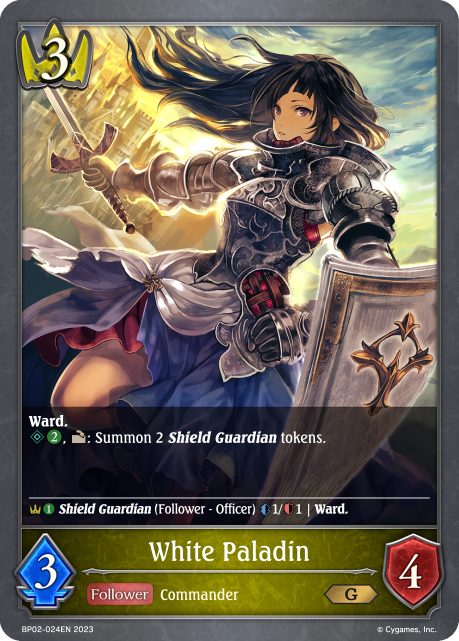 3
Ward.
2, : Summon 2 Shield Guardian tokens.
1 Shield Guardian (Follower - Officer) 1/1 | Ward.
White Paladin
3
4
Follower Commander
G
BP02-024EN 2023
© Cygames, Inc.